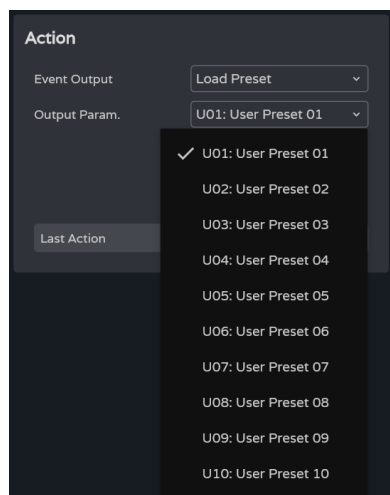 Action
Event Output Load Preset
Output Param. U01: User Preset 01
U01: User Preset 01
U02: User Preset 02
U03: User Preset 03
Last Action
U04: User Preset 04
U05: User Preset 05
U06: User Preset 06
U07: User Preset 07
U08: User Preset 08
U09: User Preset 09
U10: User Preset 10